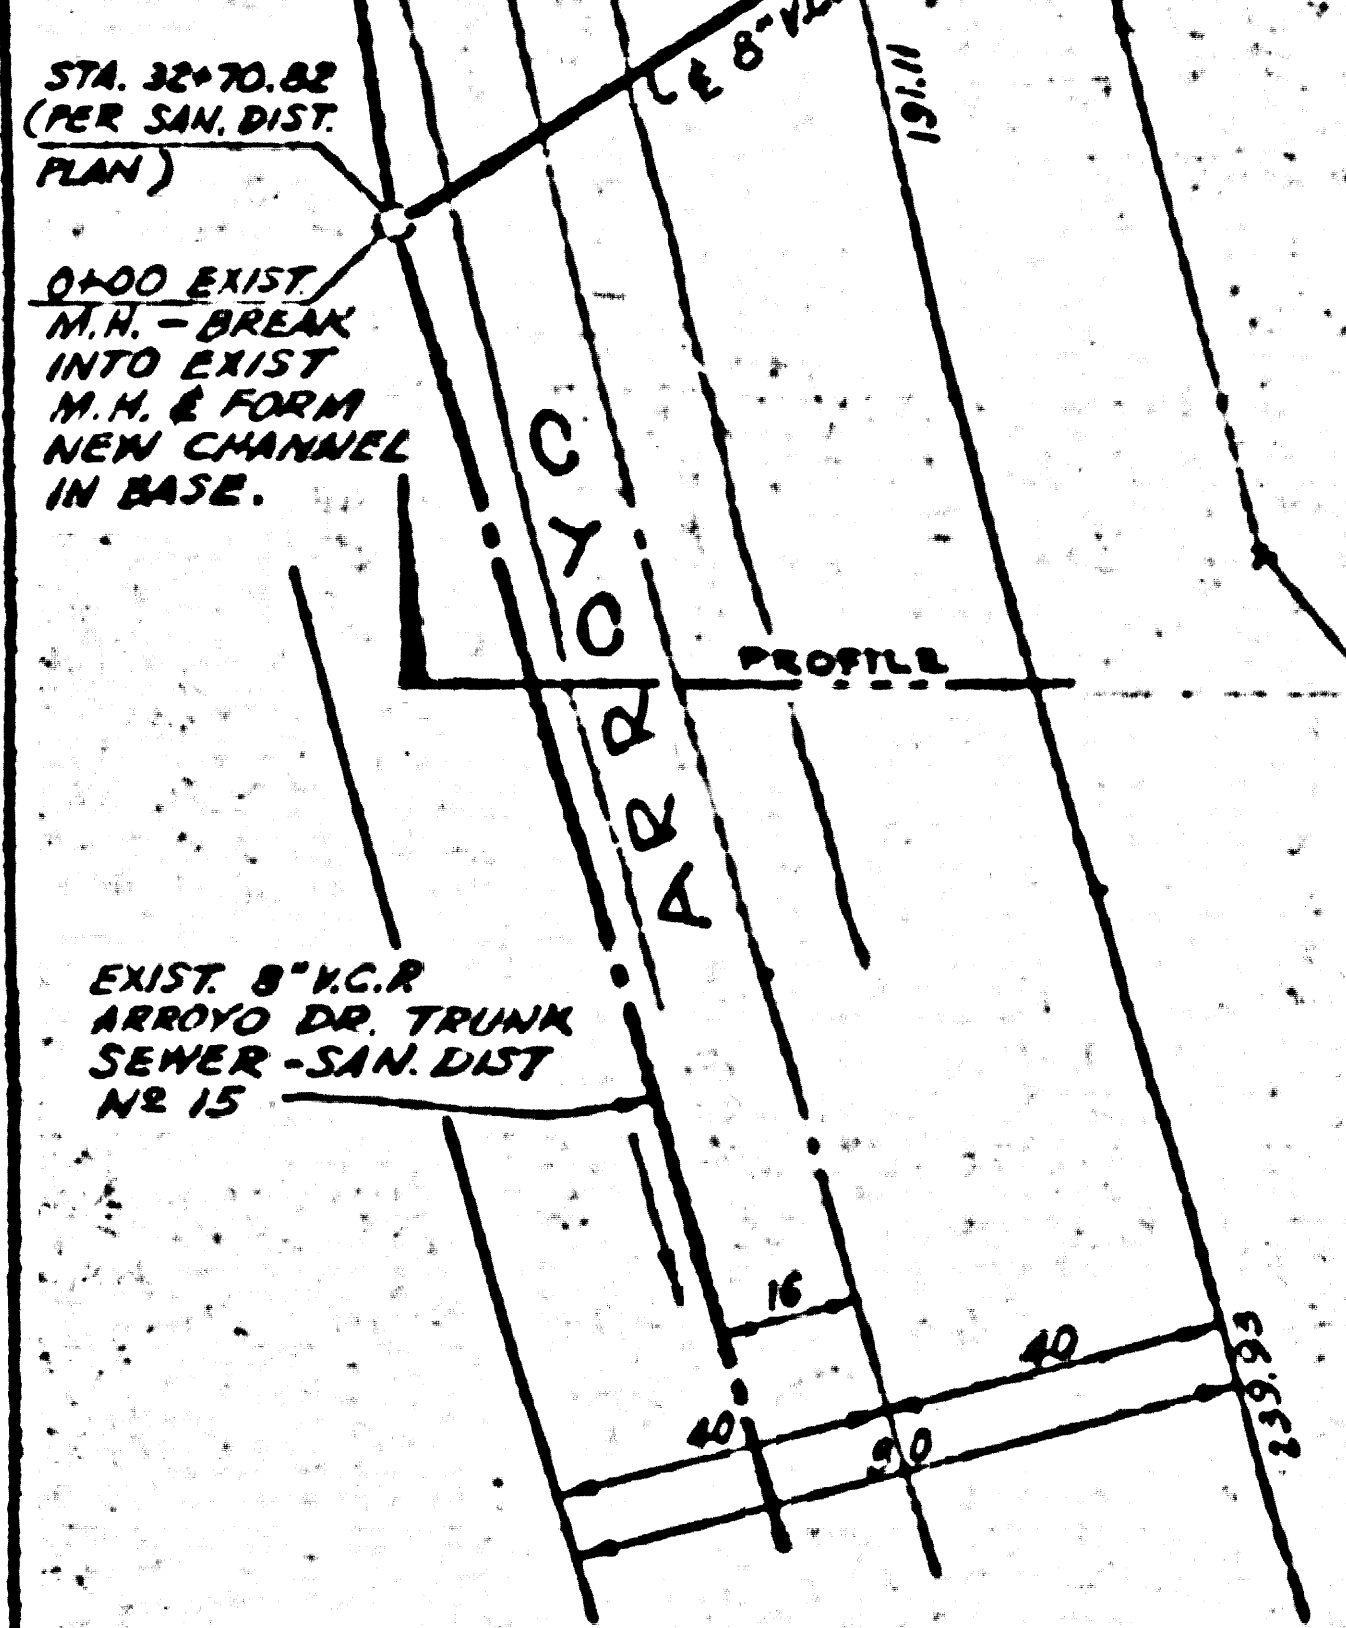 STA. 32+70.82
(PER SAN. DIST.
PLAN)
℄ 8"
191.11
0+00 EXIST.
M.H. - BREAK
INTO EXIST
M.H. & FORM
NEW CHANNEL
IN BASE.
ARROYO
PROFILE
EXIST. 8" V.C.P.
ARROYO DR. TRUNK
SEWER - SAN. DIST
Nº 15
16
40
40
90
239.93